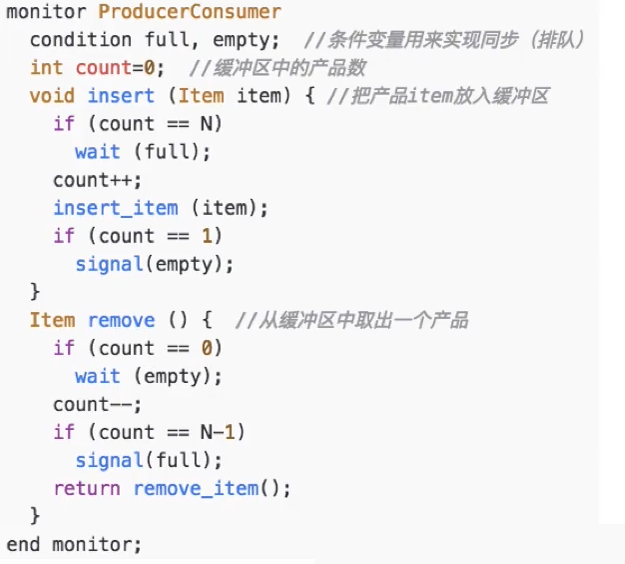 monitor ProducerConsumer
condition full, empty;  //条件变量用来实现同步（排队）
int count=0;  //缓冲区中的产品数
void insert (Item item) { //把产品item放入缓冲区
if (count == N)
wait (full);
count++;
insert_item (item);
if (count == 1)
signal(empty);
}
Item remove () {  //从缓冲区中取出一个产品
if (count == 0)
wait (empty);
count--;
if (count == N-1)
signal(full);
return remove_item();
}
end monitor;